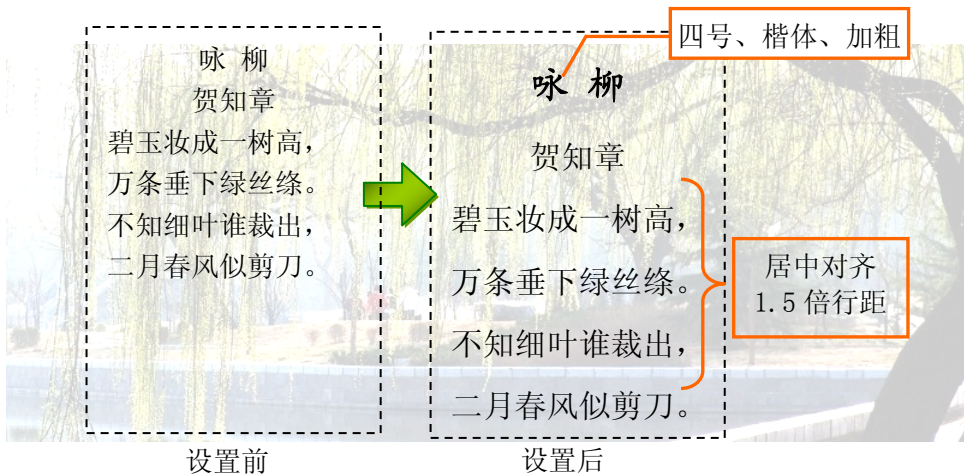 咏 柳
贺知章
碧玉妆成一树高，
万条垂下绿丝绦。
不知细叶谁裁出，
二月春风似剪刀。
设置前
四号、楷体、加粗
咏 柳
贺知章
碧玉妆成一树高，
万条垂下绿丝绦。
不知细叶谁裁出，
二月春风似剪刀。
居中对齐
1.5 倍行距
设置后